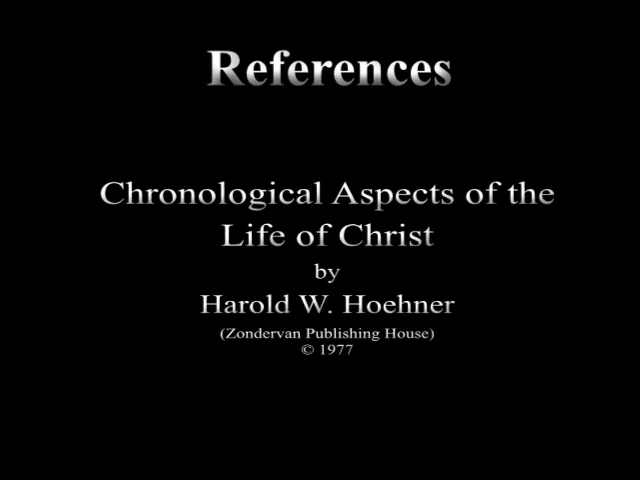 References
Chronological Aspects of the
Life of Christ
by
Harold W. Hoehner
(Zondervan Publishing House)
© 1977